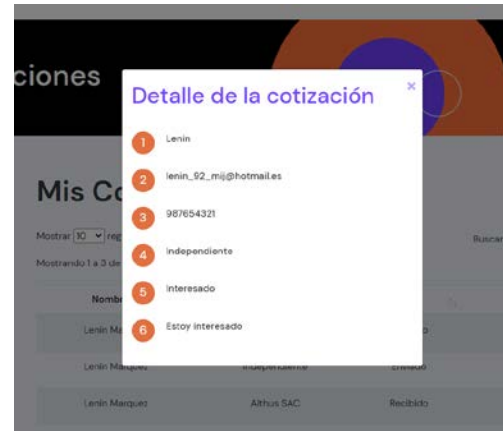 ciones
Detalle de la cotización ×
1 Lenin
2 lenin_92_mij@hotmail.es
3 987654321
4 Independiente
5 Interesado
6 Estoy interesado
Mis Co
Mostrar 10 reg
Buscar
Mostrando 1 a 3 de
Nomb
Lenin Ma
Lenin Marquez Independiente Enviado
Lenin Marquez Althus SAC Recibido